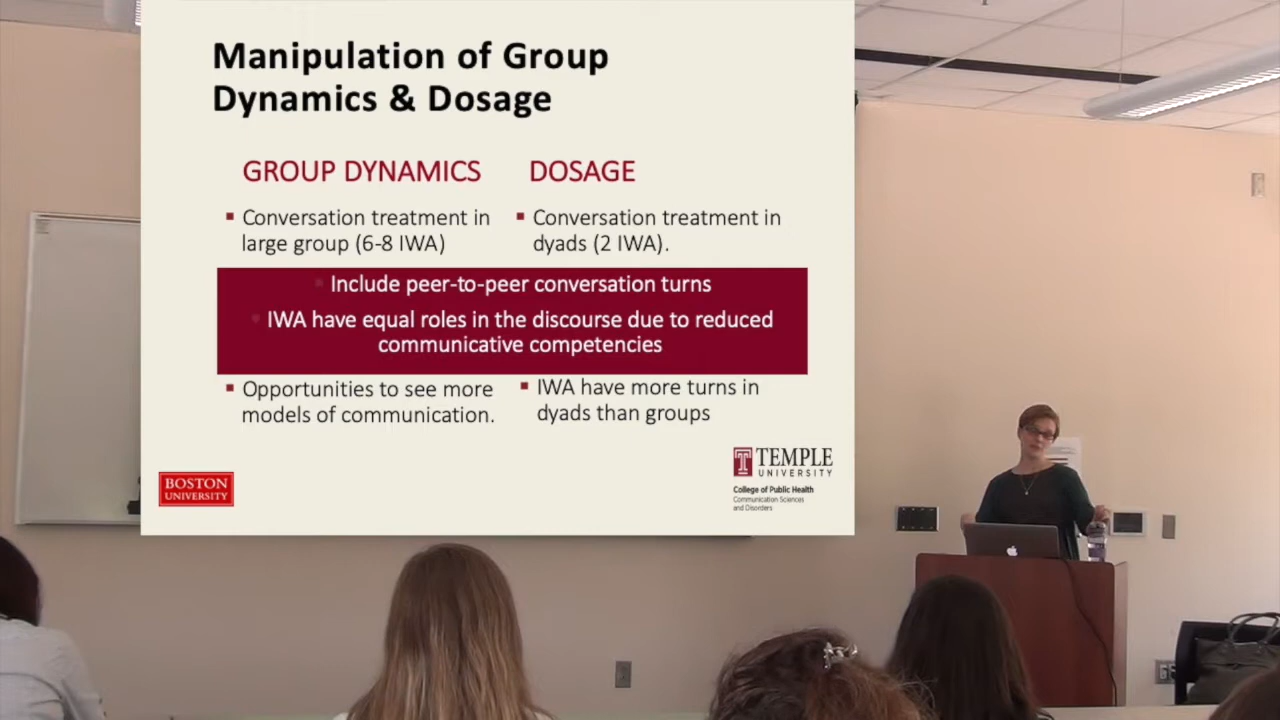 Manipulation of Group
Dynamics & Dosage
GROUP DYNAMICS
Conversation treatment in
large group (6-8 IWA)
DOSAGE
Conversation treatment in
dyads (2 IWA).
Include peer-to-peer conversation turns
IWA have equal roles in the discourse due to reduced
communicative competencies
Opportunities to see more
models of communication.
IWA have more turns in
dyads than groups
BOSTON
UNIVERSITY
TEMPLE
UNIVERSITY
College of Public Health
Communication Sciences
and Disorders